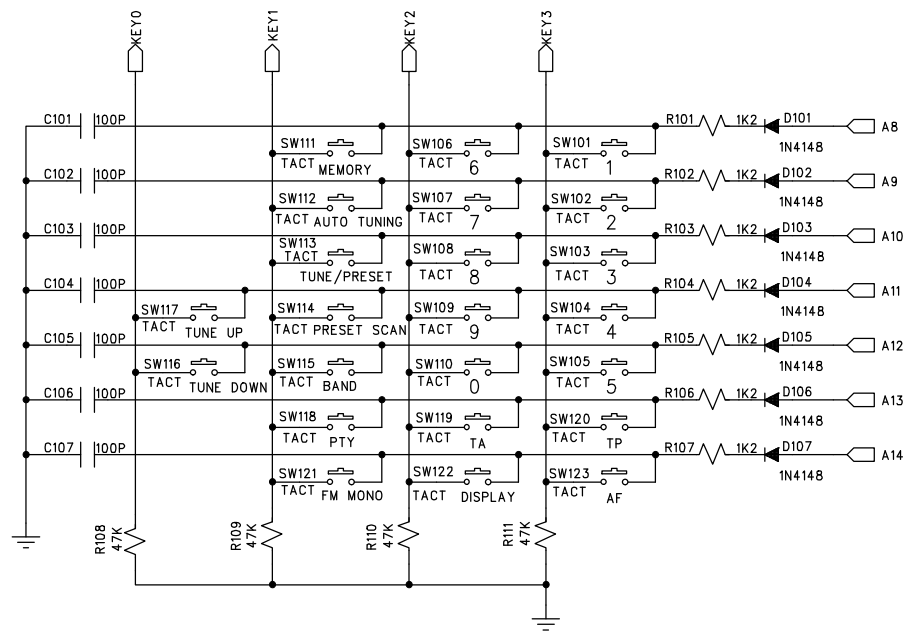 KEY0 KEY1 KEY2 KEY3
C101 100P R101 1K2 D101 A8
1N4148
SW111 SW106 SW101
TACT MEMORY TACT 6 TACT 1
C102 100P R102 1K2 D102 A9
1N4148
SW112 SW107 SW102
TACT AUTO TUNING TACT 7 TACT 2
C103 100P R103 1K2 D103 A10
1N4148
SW113 SW108 SW103
TACT TUNE/PRESET TACT 8 TACT 3
C104 100P R104 1K2 D104 A11
1N4148
SW117 SW114 SW109 SW104
TACT TUNE UP TACT PRESET SCAN TACT 9 TACT 4
C105 100P R105 1K2 D105 A12
1N4148
SW116 SW115 SW110 SW105
TACT TUNE DOWN TACT BAND TACT 0 TACT 5
C106 100P R106 1K2 D106 A13
1N4148
SW118 SW119 SW120
TACT PTY TACT TA TACT TP
C107 100P R107 1K2 D107 A14
1N4148
SW121 SW122 SW123
TACT FM MONO TACT DISPLAY TACT AF
R108 47K R109 47K R110 47K R111 47K